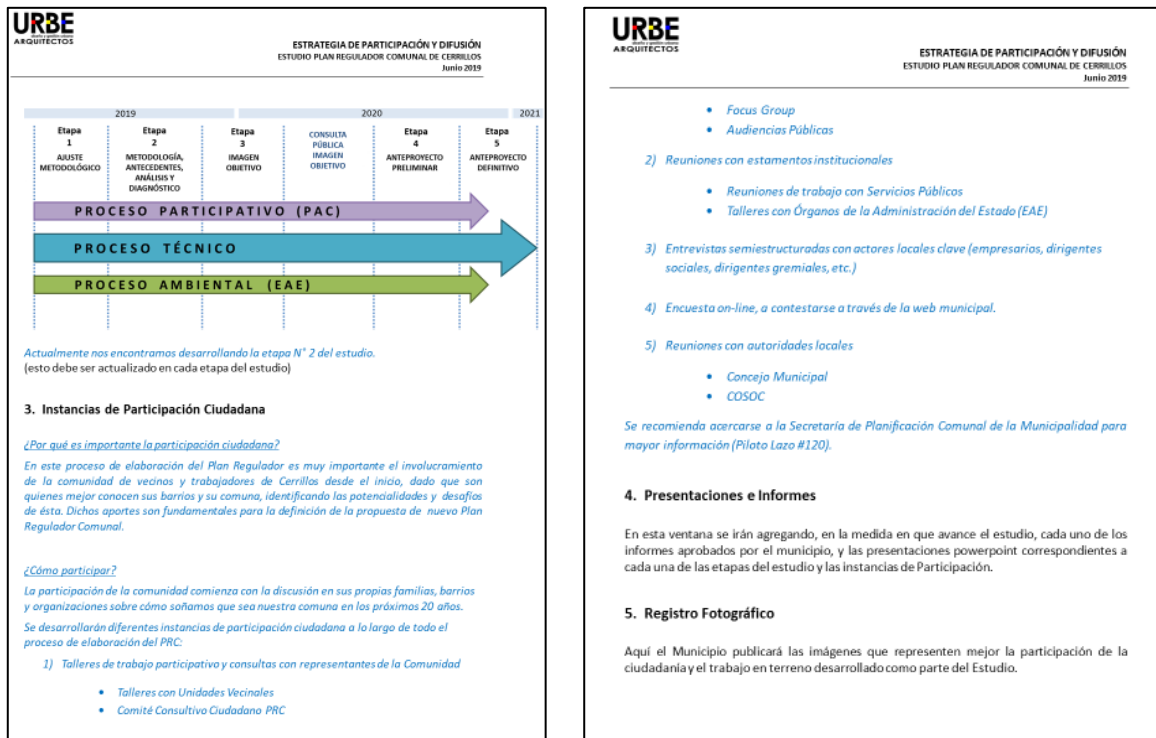 URBE
ARQUITECTOS
ESTRATEGIA DE PARTICIPACIÓN Y DIFUSIÓN
ESTUDIO PLAN REGULADOR COMUNAL DE CERRILLOS
Junio 2019
2019 2020 2021
Etapa 1 AJUSTE METODOLÓGICO
Etapa 2 METODOLOGÍA, ANTECEDENTES, ANÁLISIS Y DIAGNÓSTICO
Etapa 3 IMAGEN OBJETIVO
CONSULTA PÚBLICA IMAGEN OBJETIVO
Etapa 4 ANTEPROYECTO PRELIMINAR
Etapa 5 ANTEPROYECTO DEFINITIVO
PROCESO PARTICIPATIVO (PAC)
PROCESO TÉCNICO
PROCESO AMBIENTAL (EAE)
Actualmente nos encontramos desarrollando la etapa N° 2 del estudio.
(esto debe ser actualizado en cada etapa del estudio)
3. Instancias de Participación Ciudadana
¿Por qué es importante la participación ciudadana?
En este proceso de elaboración del Plan Regulador es muy importante el involucramiento
de la comunidad de vecinos y trabajadores de Cerrillos desde el inicio, dado que son
quienes mejor conocen sus barrios y su comuna, identificando las potencialidades y desafíos
de ésta. Dichos aportes son fundamentales para la definición de la propuesta de nuevo Plan
Regulador Comunal.
¿Cómo participar?
La participación de la comunidad comienza con la discusión en sus propias familias, barrios
y organizaciones sobre cómo soñamos que sea nuestra comuna en los próximos 20 años.
Se desarrollarán diferentes instancias de participación ciudadana a lo largo de todo el
proceso de elaboración del PRC:
1) Talleres de trabajo participativo y consultas con representantes de la Comunidad
• Talleres con Unidades Vecinales
• Comité Consultivo Ciudadano PRC
URBE
ARQUITECTOS
ESTRATEGIA DE PARTICIPACIÓN Y DIFUSIÓN
ESTUDIO PLAN REGULADOR COMUNAL DE CERRILLOS
Junio 2019
• Focus Group
• Audiencias Públicas
2) Reuniones con estamentos institucionales
• Reuniones de trabajo con Servicios Públicos
• Talleres con Órganos de la Administración del Estado (EAE)
3) Entrevistas semiestructuradas con actores locales clave (empresarios, dirigentes
sociales, dirigentes gremiales, etc.)
4) Encuesta on-line, a contestarse a través de la web municipal.
5) Reuniones con autoridades locales
• Concejo Municipal
• COSOC
Se recomienda acercarse a la Secretaría de Planificación Comunal de la Municipalidad para
mayor información (Piloto Lazo #120).
4. Presentaciones e Informes
En esta ventana se irán agregando, en la medida en que avance el estudio, cada uno de los
informes aprobados por el municipio, y las presentaciones powerpoint correspondientes a
cada una de las etapas del estudio y las instancias de Participación.
5. Registro Fotográfico
Aquí el Municipio publicará las imágenes que representen mejor la participación de la
ciudadanía y el trabajo en terreno desarrollado como parte del Estudio.